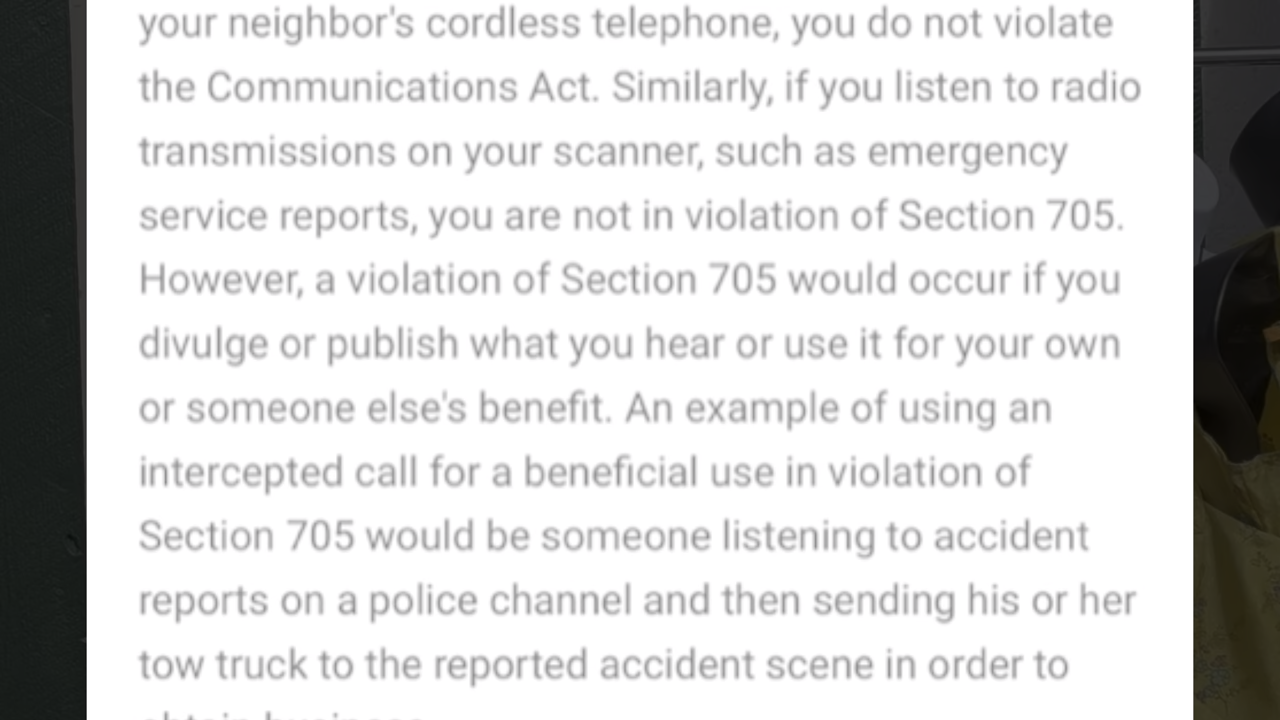 your neighbor's cordless telephone, you do not violate
the Communications Act. Similarly, if you listen to radio
transmissions on your scanner, such as emergency
service reports, you are not in violation of Section 705.
However, a violation of Section 705 would occur if you
divulge or publish what you hear or use it for your own
or someone else's benefit. An example of using an
intercepted call for a beneficial use in violation of
Section 705 would be someone listening to accident
reports on a police channel and then sending his or her
tow truck to the reported accident scene in order to
obtain business.